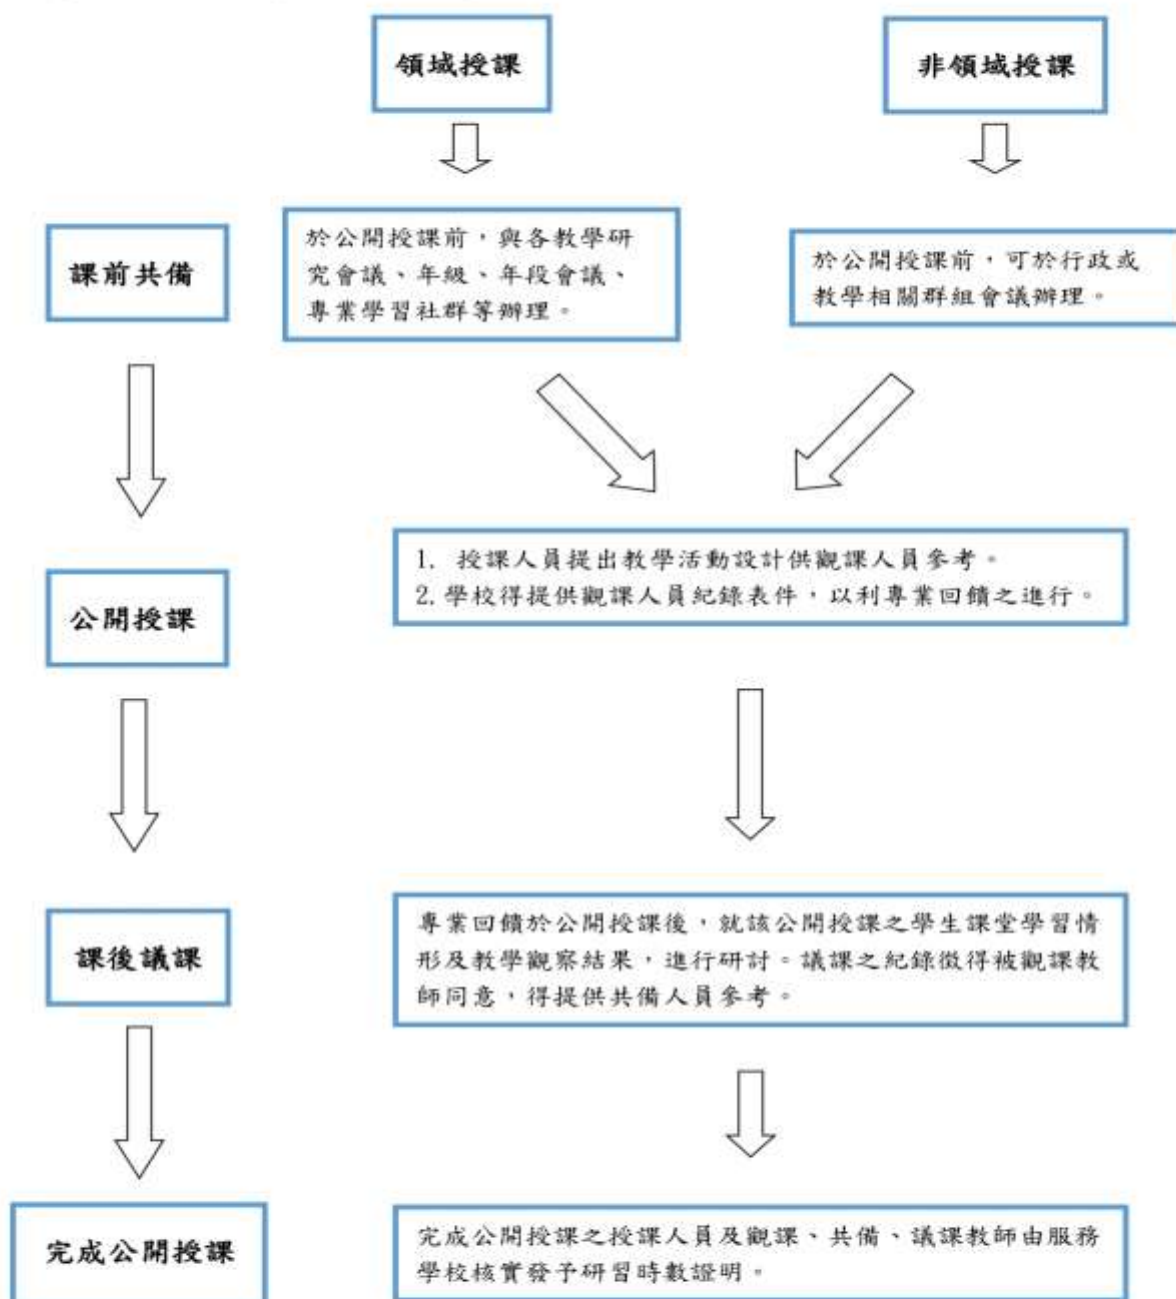 領域授課
非領域授課
課前共備
於公開授課前，與各教學研
究會議、年級、年段會議、
專業學習社群等辦理。
於公開授課前，可於行政或
教學相關群組會議辦理。
公開授課
1. 授課人員提出教學活動設計供觀課人員參考。
2. 學校得提供觀課人員紀錄表件，以利專業回饋之進行。
課後議課
專業回饋於公開授課後，就該公開授課之學生課堂學習情
形及教學觀察結果，進行研討。議課之紀錄徵得被觀課教
師同意，得提供共備人員參考。
完成公開授課
完成公開授課之授課人員及觀課、共備、議課教師由服務
學校核實發予研習時數證明。